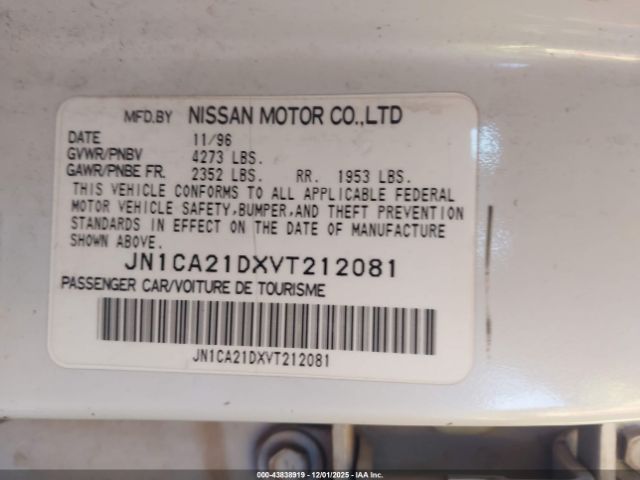 MFD.BY NISSAN MOTOR CO.,LTD
DATE 11/96
GVWR/PNBV 4273 LBS.
GAWR/PNBE FR. 2352 LBS. RR. 1953 LBS.
THIS VEHICLE CONFORMS TO ALL APPLICABLE FEDERAL
MOTOR VEHICLE SAFETY,BUMPER,AND THEFT PREVENTION
STANDARDS IN EFFECT ON THE DATE OF MANUFACTURE
SHOWN ABOVE.
JN1CA21DXVT212081
PASSENGER CAR/VOITURE DE TOURISME
JN1CA21DXVT212081
000-43838919 - 12/01/2025 - IAA Inc.